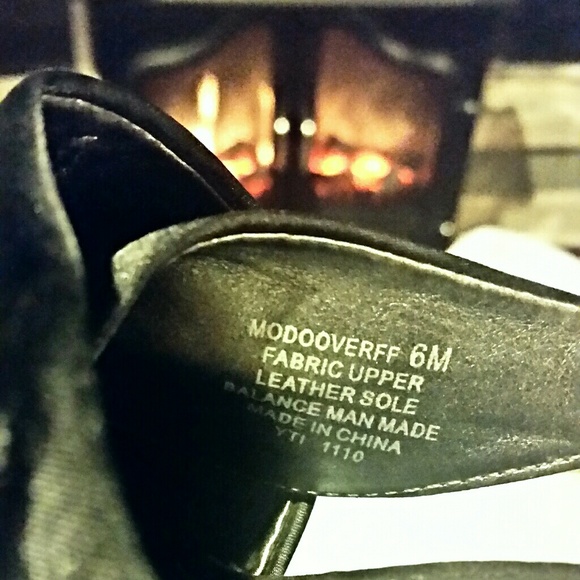 MODOOVERFF 6M
FABRIC UPPER
LEATHER SOLE
BALANCE MAN MADE
MADE IN CHINA
YTI 1110